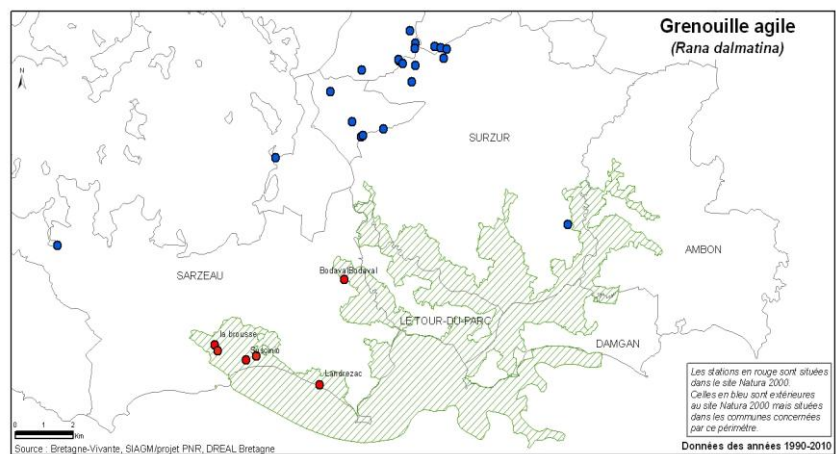 Grenouille agile
(Rana dalmatina)
N
SURZUR
AMBON
SARZEAU
BodavalBodaval
LE TOUR-DU-PARC
la brousse
Suscinio
DAMGAN
Landrezac
Les stations en rouge sont situées
dans le site Natura 2000.
Celles en bleu sont extérieures
au site Natura 2000 mais situées
dans les communes concernées
par ce périmètre.
0 1 2
Km
Source : Bretagne-Vivante, SIAGM/projet PNR, DREAL Bretagne
Données des années 1990-2010